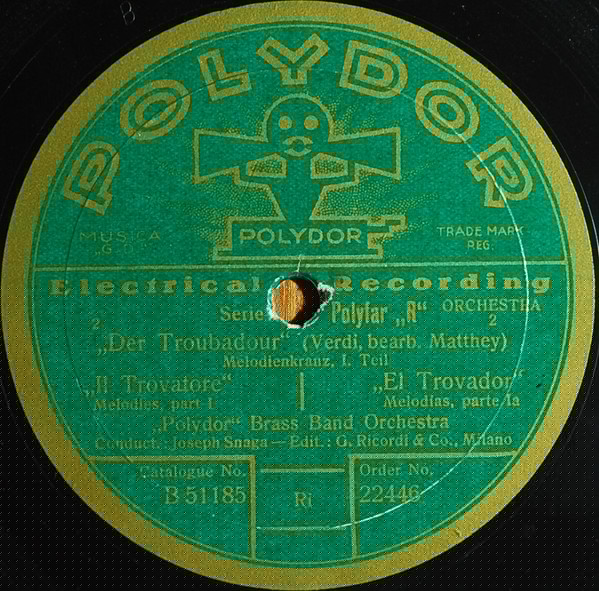 POLYDOR
POLYDOR
MUSICA
TRADE MARK
REG.
Electrical Recording
Serie Polyfar „R“ ORCHESTRA
2 2
„Der Troubadour“ (Verdi, bearb. Matthey)
Melodienkranz, I. Teil
„Il Trovatore“ „El Trovador“
Melodies, part I Melodias, parte Ia
„Polydor“ Brass Band Orchestra
Conduct.: Joseph Snaga — Edit.: G. Ricordi & Co., Milano
Catalogue No. Order No.
B 51185 Ri 22446